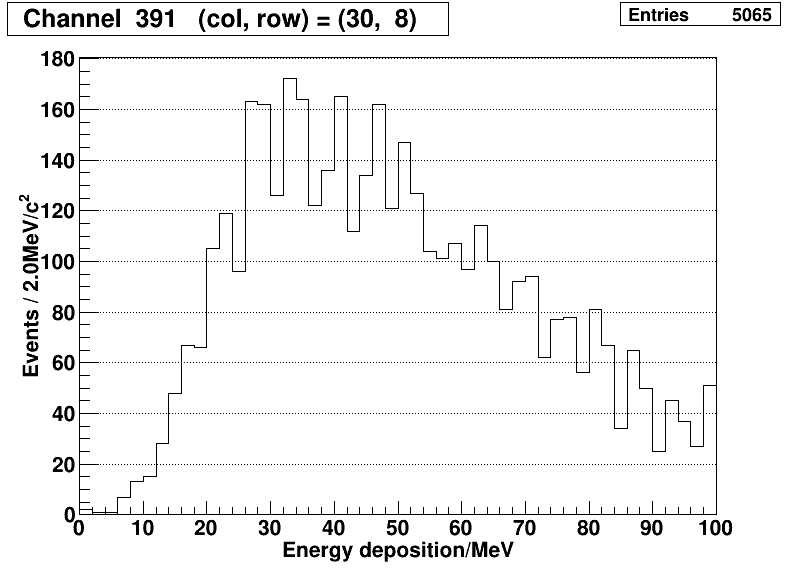 Channel 391 (col, row) = (30, 8)
Entries 5065
180
160
140
120
100
80
60
40
20
0
Events / 2.0MeV/c²
0 10 20 30 40 50 60 70 80 90 100
Energy deposition/MeV